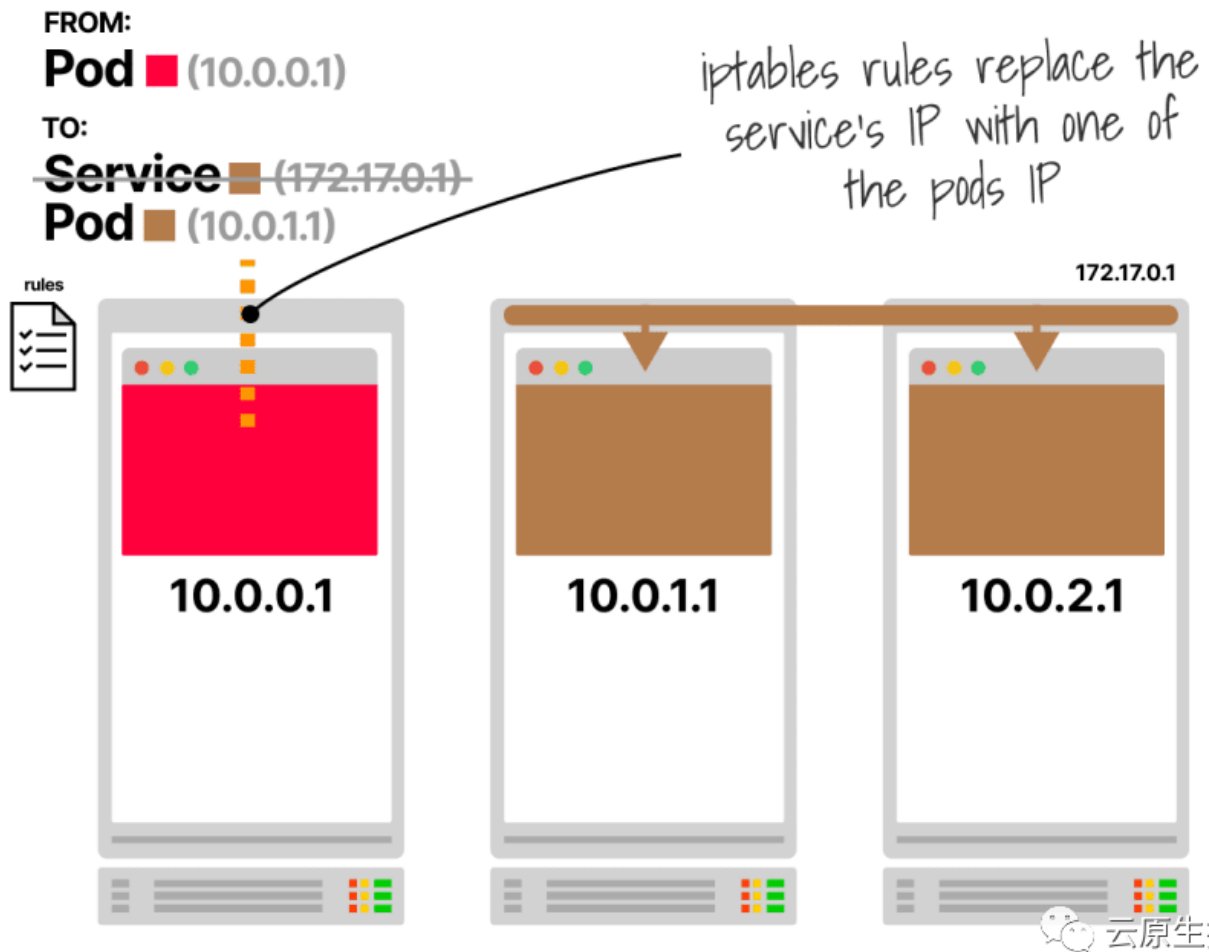 FROM:
Pod (10.0.0.1)
TO:
Service (172.17.0.1)
Pod (10.0.1.1)
iptables rules replace the
service's IP with one of
the pods IP
172.17.0.1
rules
10.0.0.1
10.0.1.1
10.0.2.1
云原生